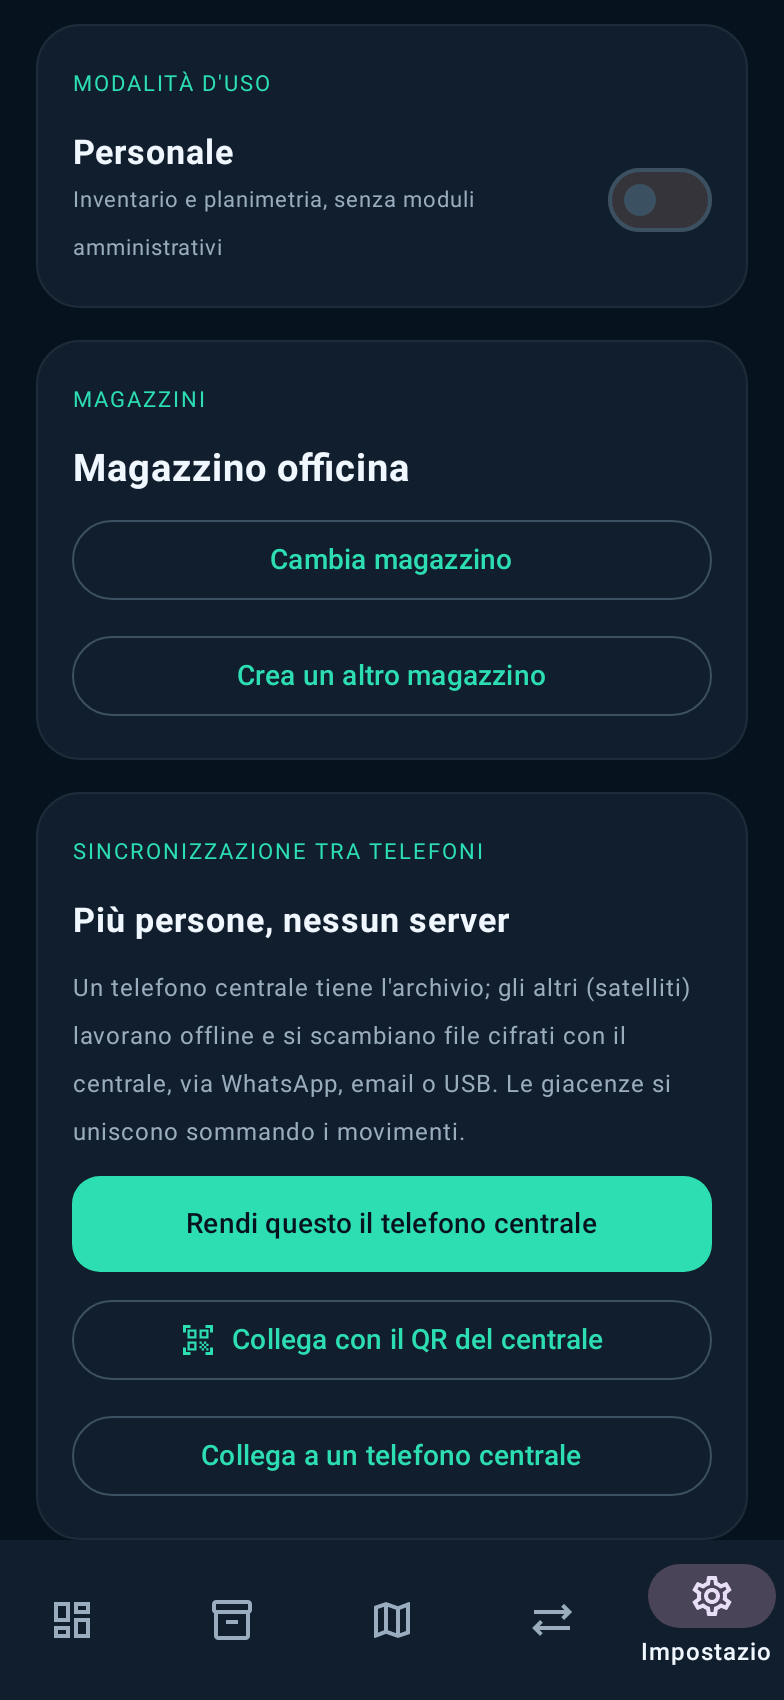 MODALITÀ D'USO
Personale
Inventario e planimetria, senza moduli
amministrativi
MAGAZZINI
Magazzino officina
Cambia magazzino
Crea un altro magazzino
SINCRONIZZAZIONE TRA TELEFONI
Più persone, nessun server
Un telefono centrale tiene l'archivio; gli altri (satelliti)
lavorano offline e si scambiano file cifrati con il
centrale, via WhatsApp, email o USB. Le giacenze si
uniscono sommando i movimenti.
Rendi questo il telefono centrale
Collega con il QR del centrale
Collega a un telefono centrale
Impostazio